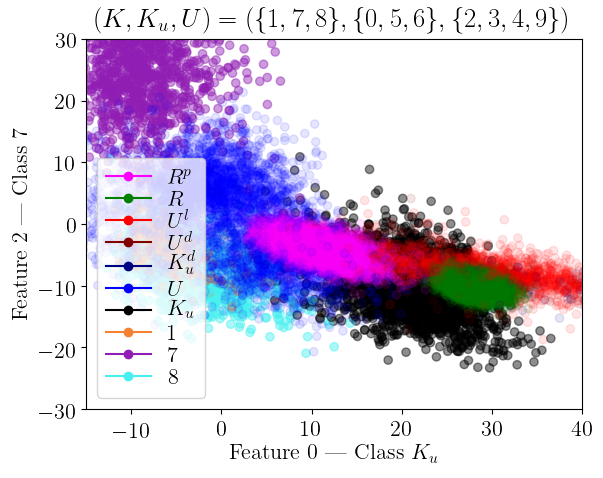 (K, K_u, U) = ({1, 7, 8}, {0, 5, 6}, {2, 3, 4, 9})
Feature 2 — Class 7
30
20
10
0
−10
−20
−30
R^p
R
U^l
U^d
K_u^d
U
K_u
1
7
8
−10
0
10
20
30
40
Feature 0 — Class K_u